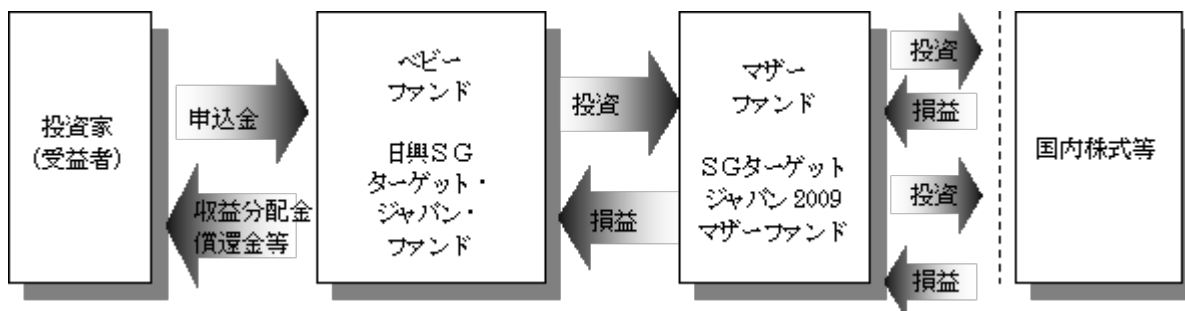 投資家
(受益者)
申込金
収益分配金
償還金等
ベビー
ファンド
日興ＳＧ
ターゲット・
ジャパン・
ファンド
投資
損益
マザー
ファンド
ＳＧターゲット
ジャパン2009
マザーファンド
投資
損益
投資
損益
国内株式等